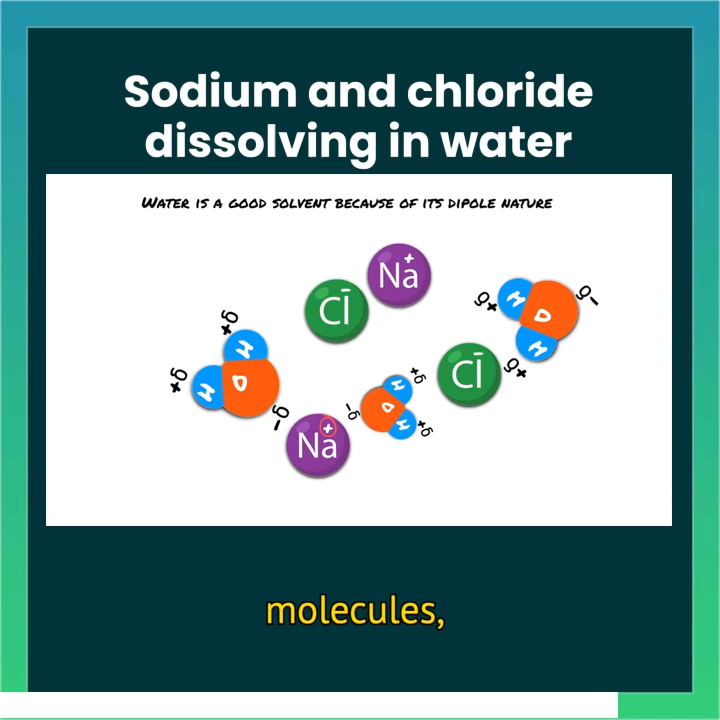 Sodium and chloride
dissolving in water
WATER IS A GOOD SOLVENT BECAUSE OF ITS DIPOLE NATURE
Na+
Cl-
H
O
H
δ+
δ+
δ-
δ+
δ+
H
H
O
δ-
Cl-
H
O
H
δ+
δ+
δ-
Na+
molecules,